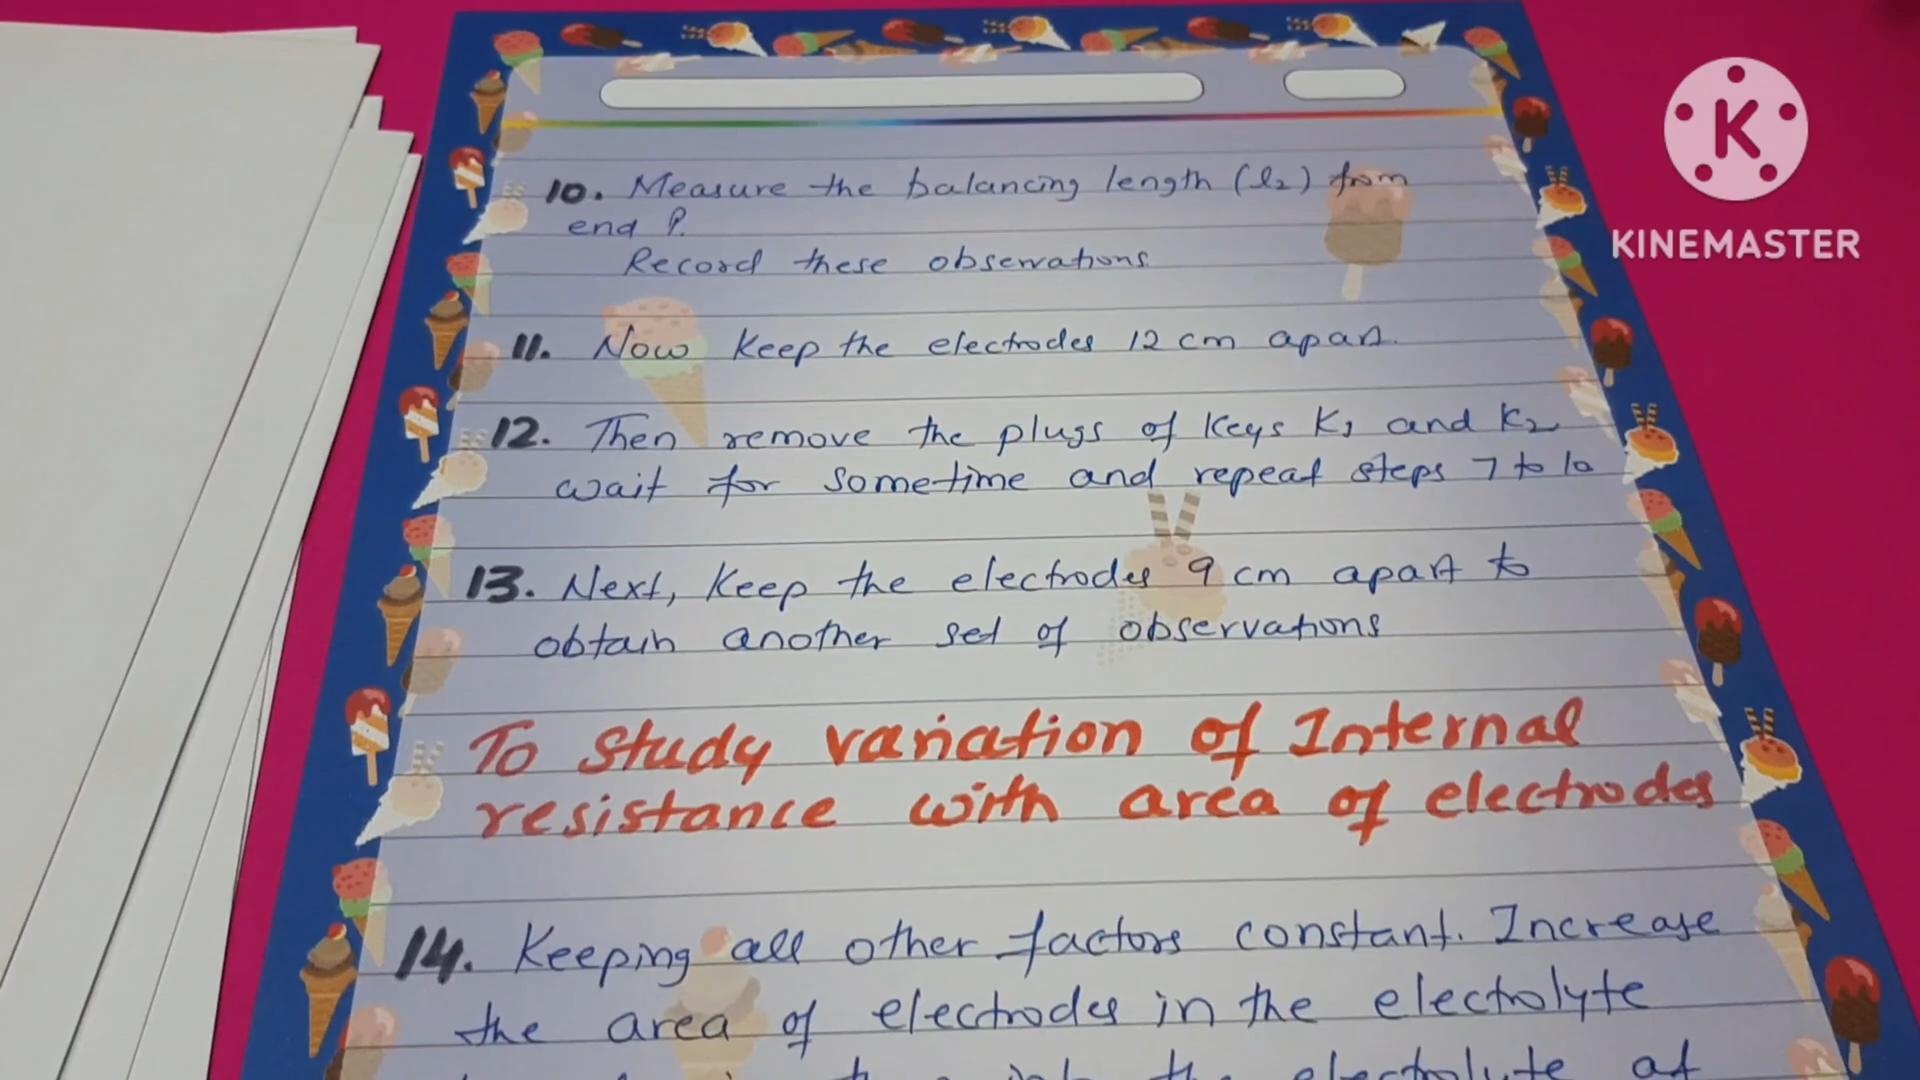 10. Measure the balancing length (l₂) from
end P.
Record these observations
11. Now keep the electrodes 12 cm apart.
12. Then remove the plugs of keys K₁ and K₂
wait for sometime and repeat steps 7 to 10
13. Next, keep the electrodes 9 cm apart to
obtain another set of observations
To study variation of Internal
resistance with area of electrodes
14. Keeping all other factors constant. Increase
the area of electrodes in the electrolyte
the electrolyte at
K
KINEMASTER